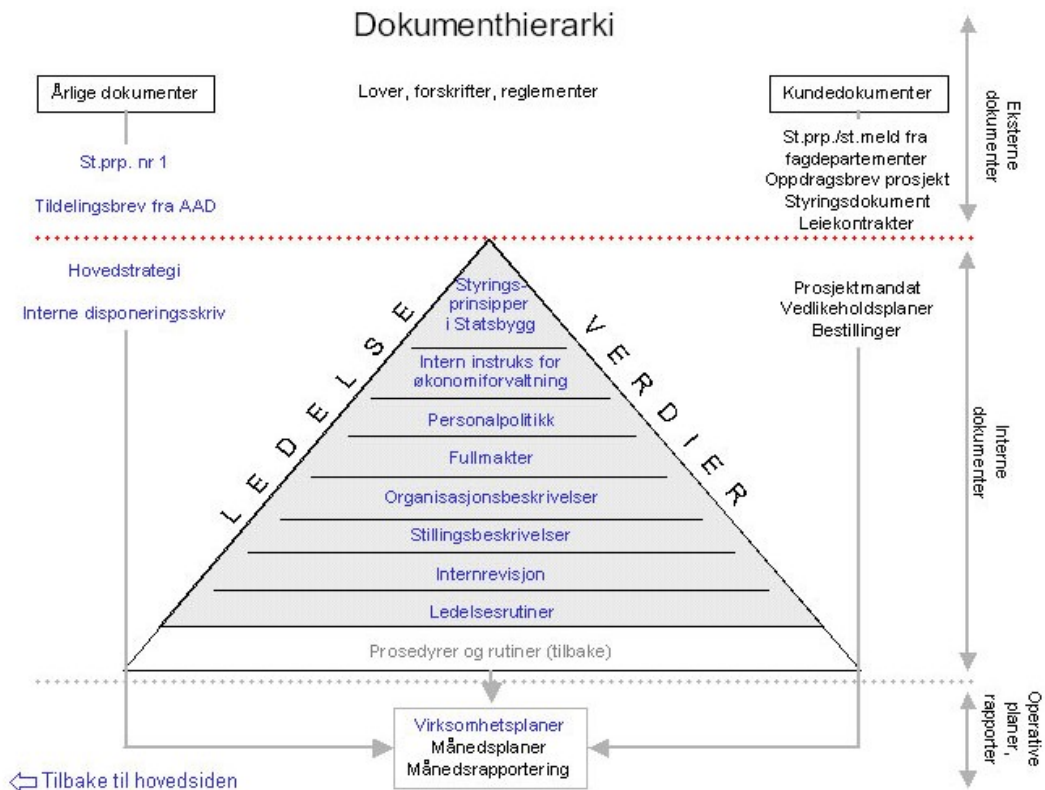 Dokumenthierarki
Årlige dokumenter
Lover, forskrifter, reglementer
Kundedokumenter
St.prp. nr 1
Tildelingsbrev fra AAD
St.prp./st.meld fra
fagdepartementer
Oppdragsbrev prosjekt
Styringsdokument
Leiekontrakter
Eksterne
dokumenter
Hovedstrategi
Interne disponeringsskriv
LEDELSE
Styrings-
prinsipper
i Statsbygg
Intern instruks for
økonomiforvaltning
Personalpolitikk
Fullmakter
Organisasjonsbeskrivelser
Stillingsbeskrivelser
Internrevisjon
Ledelsesrutiner
Prosedyrer og rutiner (tilbake)
VERDIER
Prosjektmandat
Vedlikeholdsplaner
Bestillinger
Interne
dokumenter
Virksomhetsplaner
Månedsplaner
Månedsrapportering
Operative
planer,
rapporter
Tilbake til hovedsiden